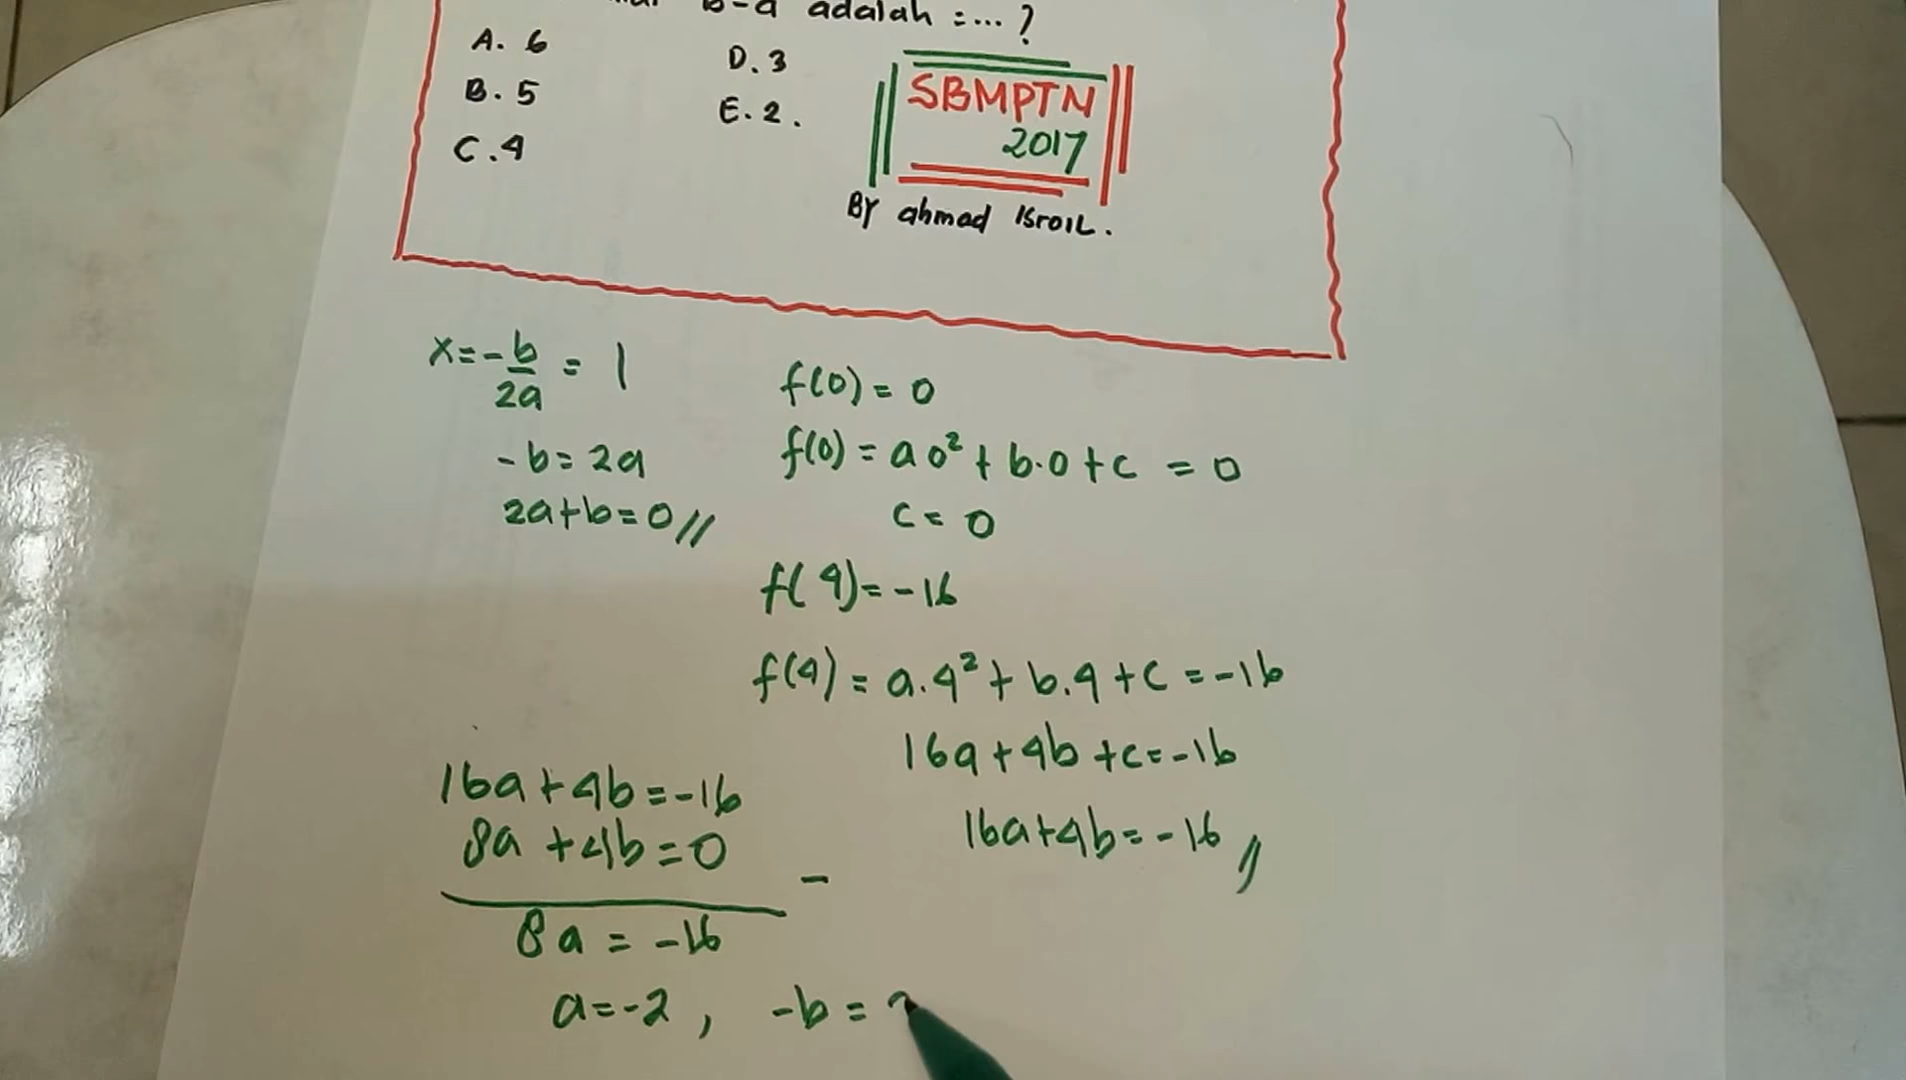 b-a adalah = ... ?
A. 6
B. 5
C. 4
D. 3
E. 2.
SBMPTN
2017
By ahmad ISROIL.
x = -b/2a = 1
-b = 2a
2a+b=0//
f(0) = 0
f(0) = a0² + b·0 + c = 0
c = 0
f(4) = -16
f(4) = a.4² + b.4 + c = -16
16a + 4b + c = -16
16a+4b = -16 //
16a + 4b = -16
8a + 4b = 0 -
8a = -16
a = -2 , -b =